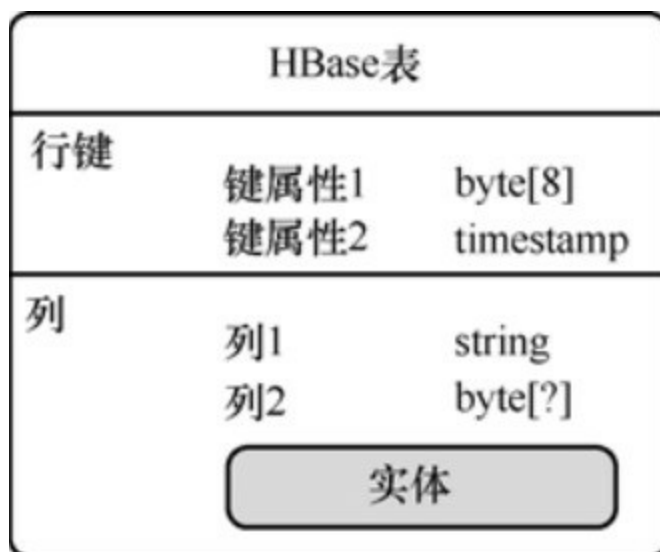 HBase表
行键
键属性1 byte[8]
键属性2 timestamp
列
列1 string
列2 byte[?]
实体